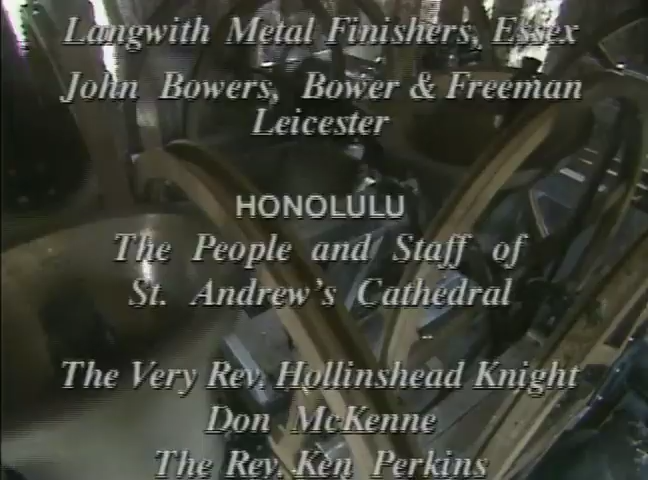 Langwith Metal Finishers, Essex
John Bowers, Bower & Freeman
Leicester
HONOLULU
The People and Staff of
St. Andrew's Cathedral
The Very Rev. Hollinshead Knight
Don McKenne
The Rev. Ken Perkins